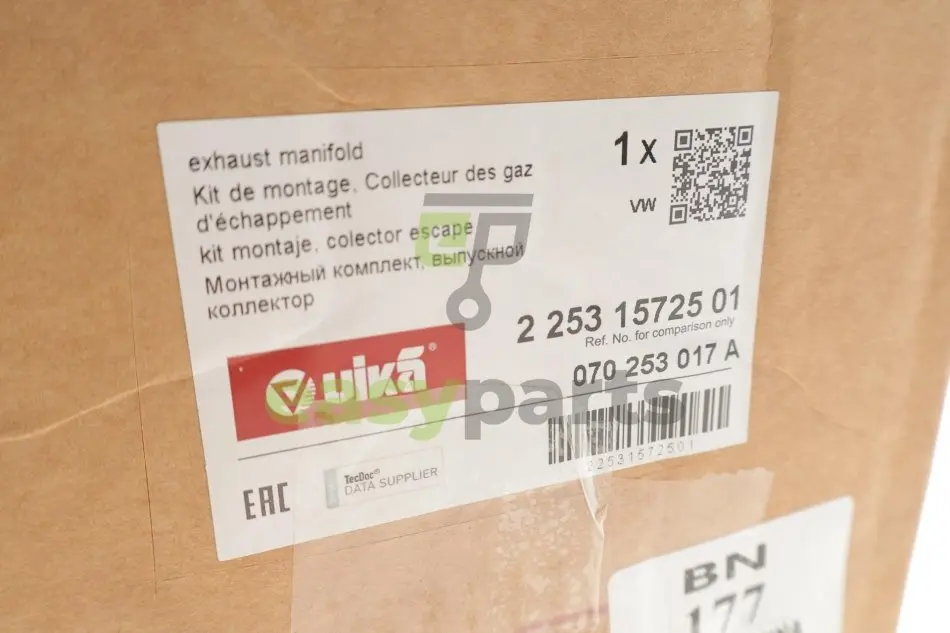 exhaust manifold
Kit de montage, Collecteur des gaz
d'échappement
kit montaje, colector escape
Монтажный комплект, выпускной
коллектор
1 x
VW
2 253 15725 01
Ref. No. for comparison only
070 253 017 A
vika®
easyparts
22531572501
EAC
TecDoc®
DATA SUPPLIER
BN
177